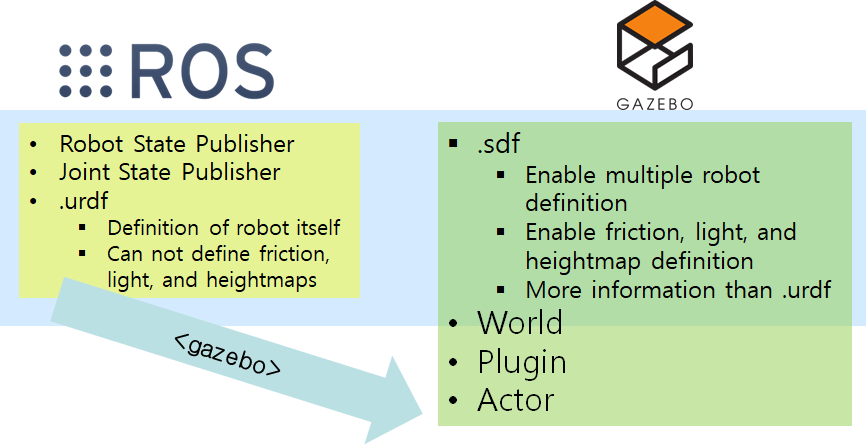 ROS
GAZEBO
• Robot State Publisher
• Joint State Publisher
• .urdf
▪ Definition of robot itself
▪ Can not define friction,
light, and heightmaps
<gazebo>
▪ .sdf
▪ Enable multiple robot
definition
▪ Enable friction, light, and
heightmap definition
▪ More information than .urdf
• World
• Plugin
• Actor